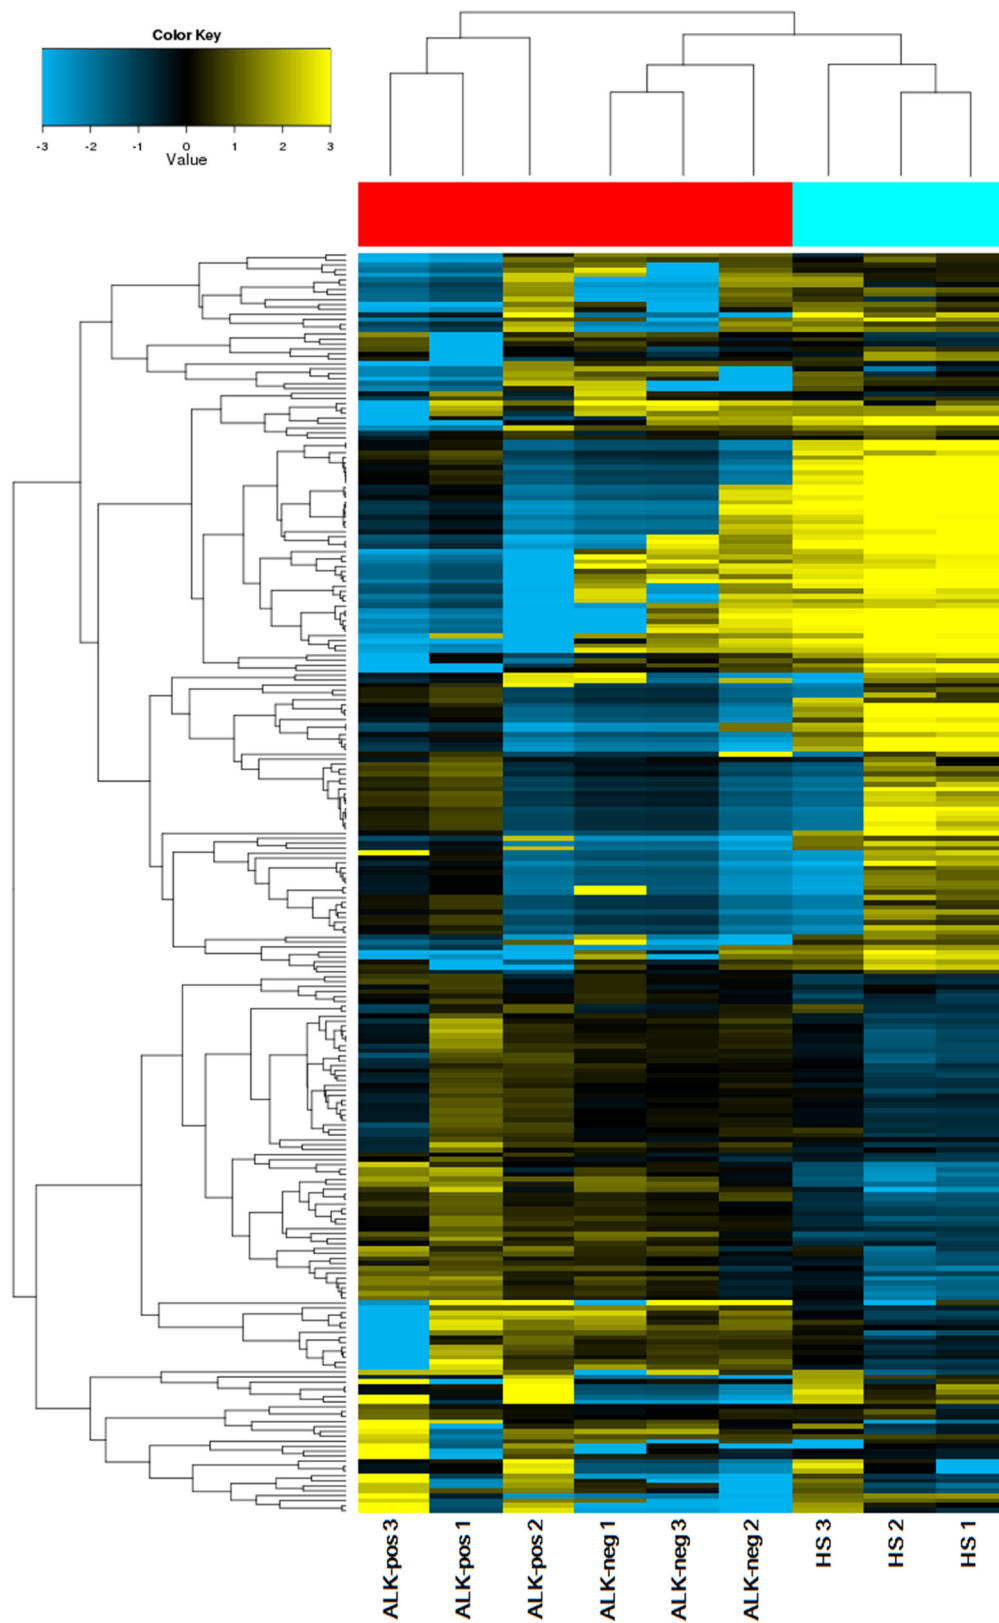 Color Key
-3 -2 -1 0 1 2 3
Value
ALK-pos 3
ALK-pos 1
ALK-pos 2
ALK-neg 1
ALK-neg 3
ALK-neg 2
HS 3
HS 2
HS 1